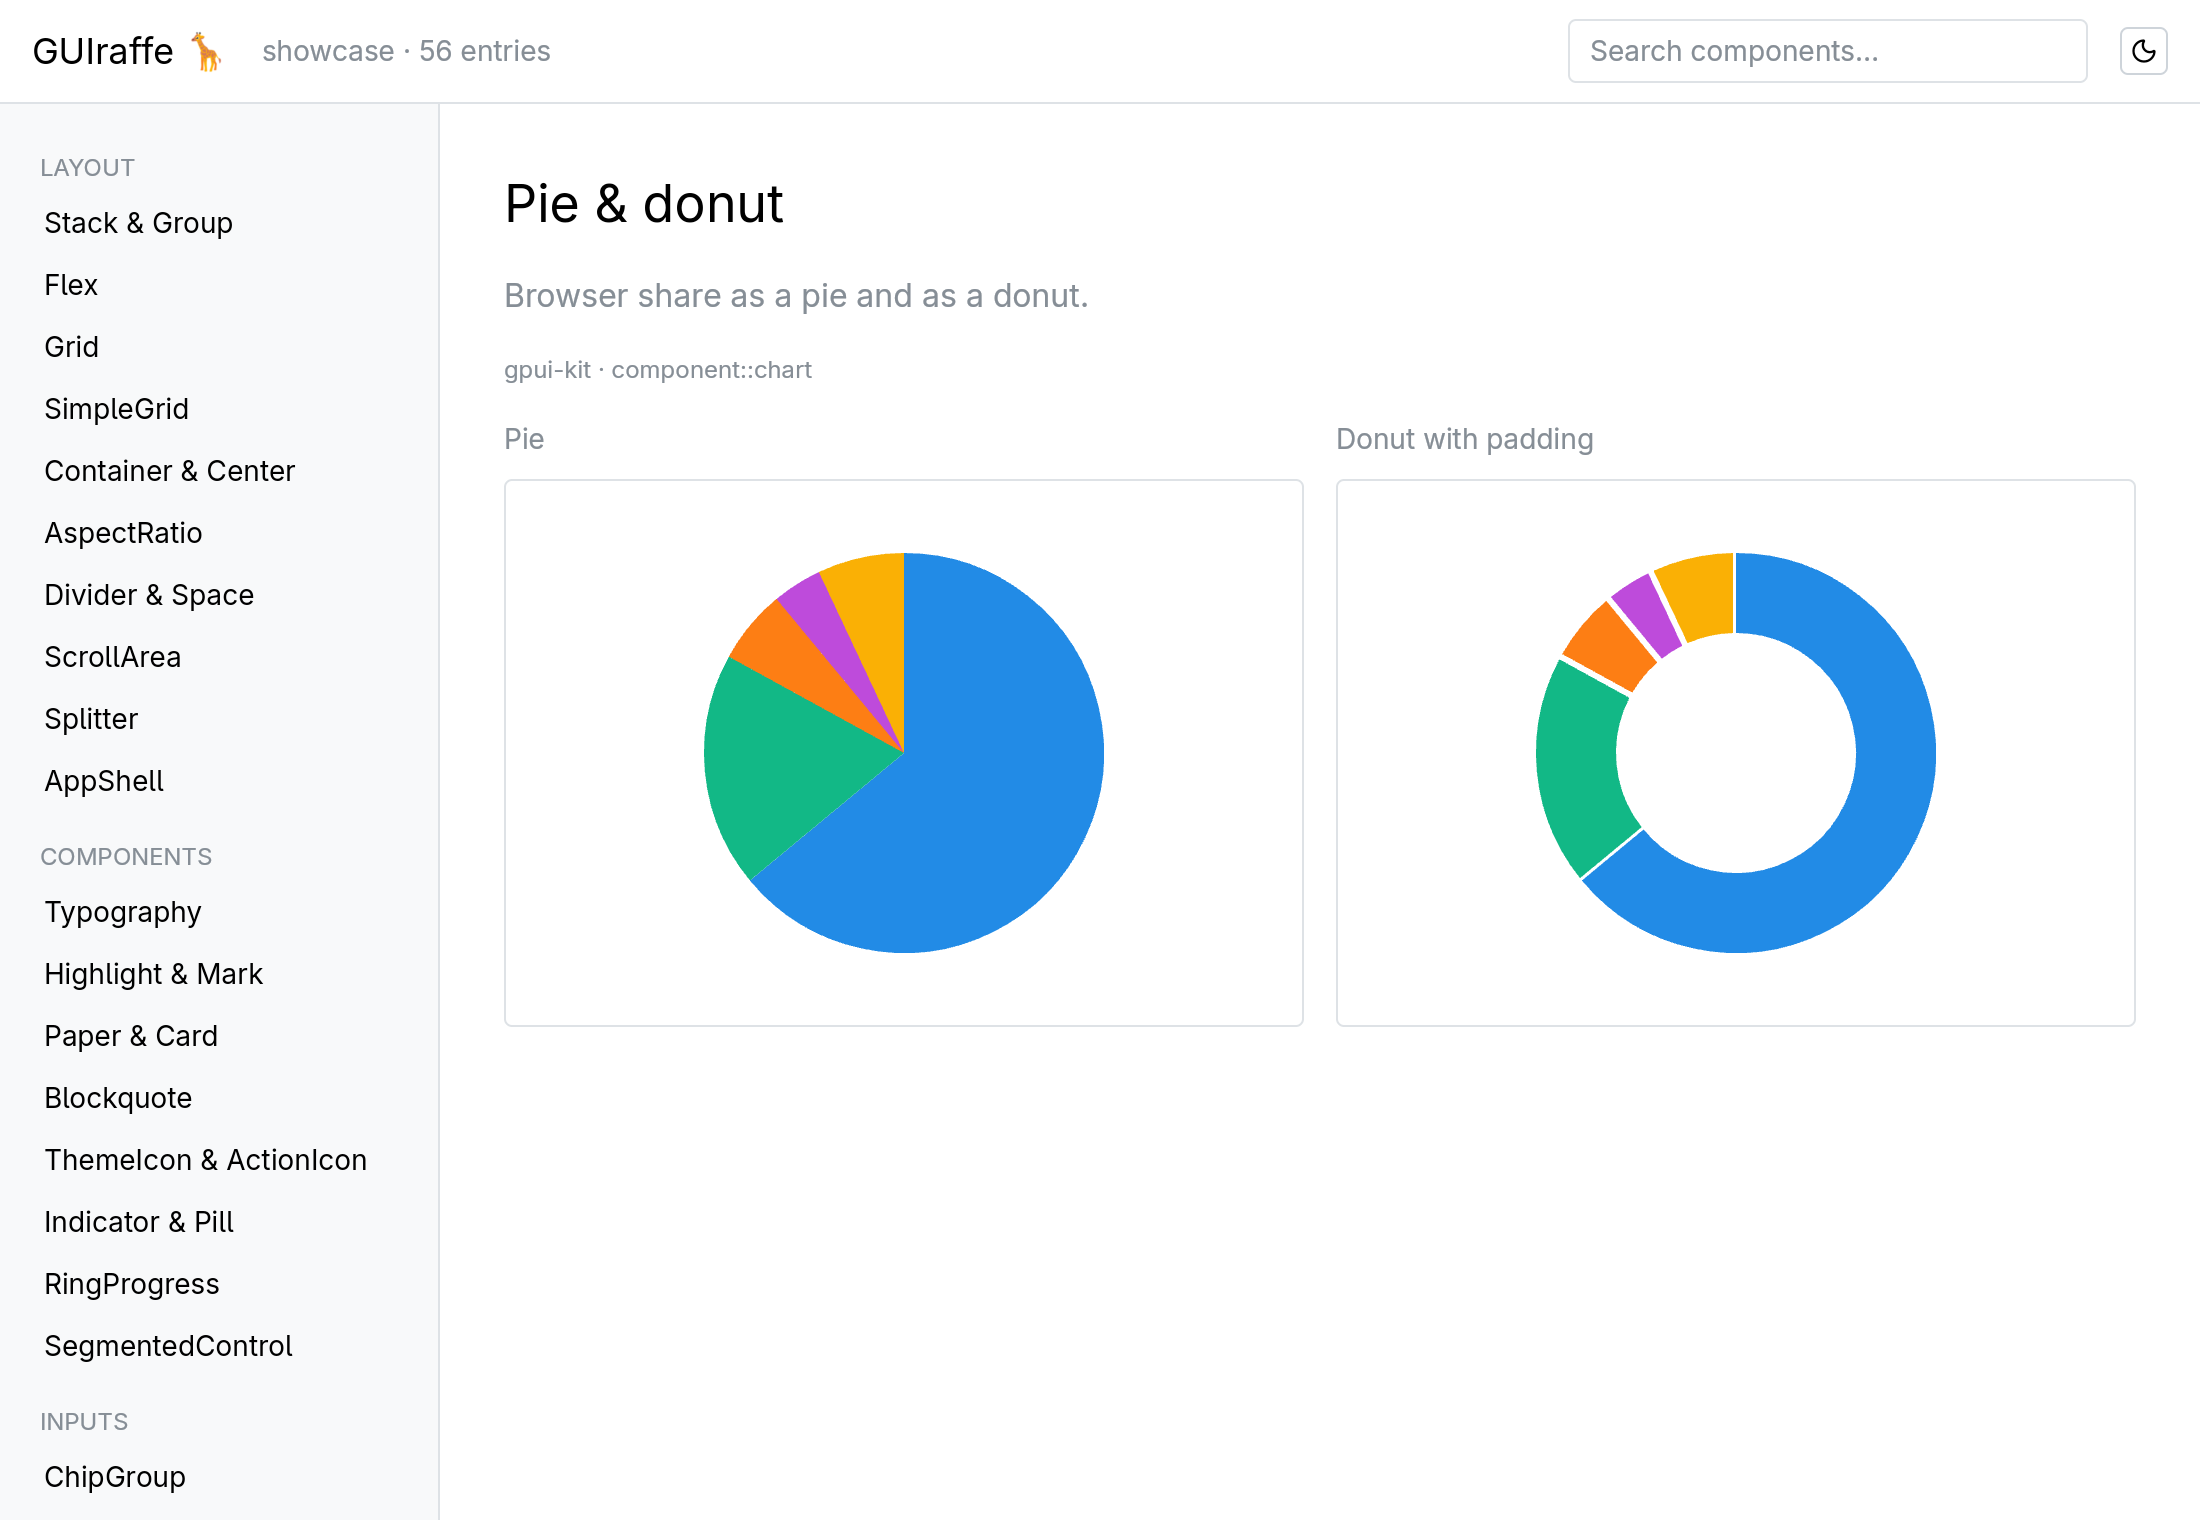 GUIraffe 🦒 showcase · 56 entries
Search components...
LAYOUT
Stack & Group
Flex
Grid
SimpleGrid
Container & Center
AspectRatio
Divider & Space
ScrollArea
Splitter
AppShell
COMPONENTS
Typography
Highlight & Mark
Paper & Card
Blockquote
ThemeIcon & ActionIcon
Indicator & Pill
RingProgress
SegmentedControl
INPUTS
ChipGroup
Pie & donut
Browser share as a pie and as a donut.
gpui-kit · component::chart
Pie
Donut with padding